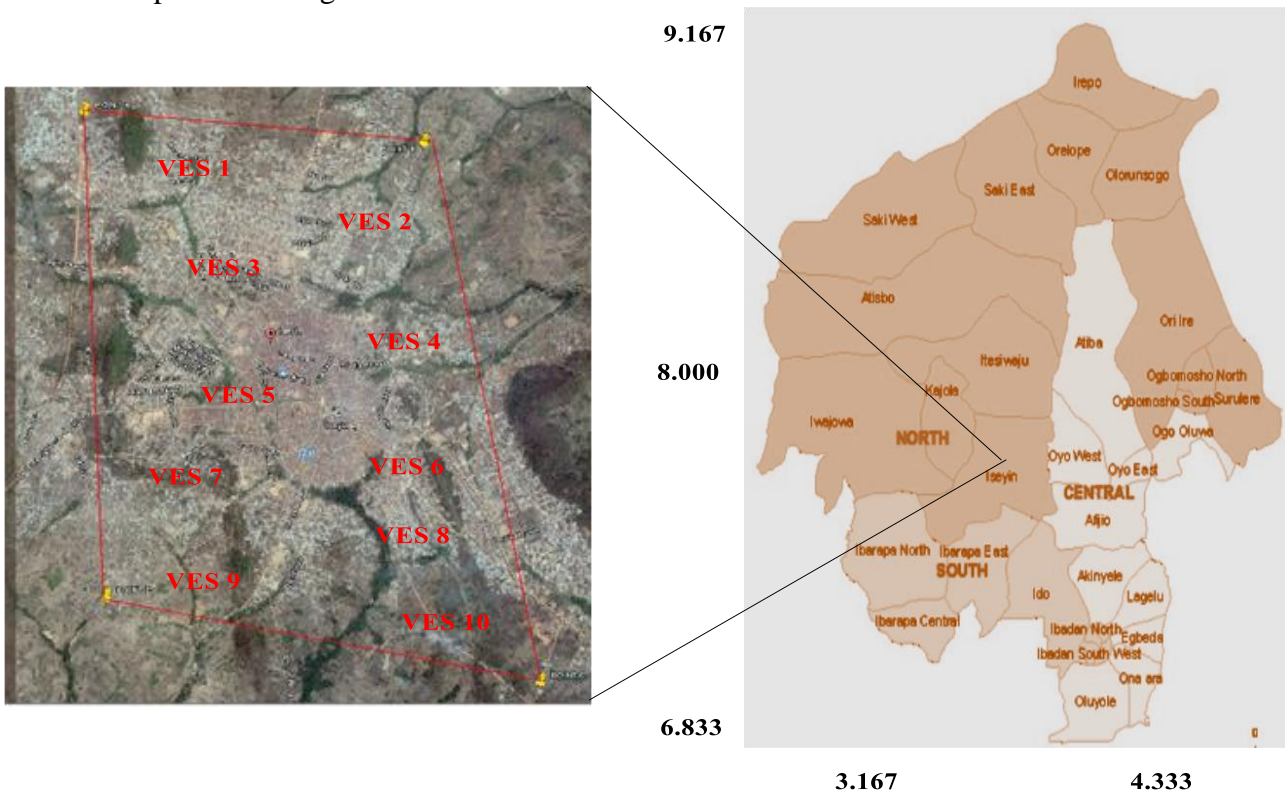 9.167
8.000
6.833
3.167
4.333
VES 1
VES 2
VES 3
VES 4
VES 5
VES 6
VES 7
VES 8
VES 9
VES 10
Irepo
Orelope
Olorunsogo
Saki East
Saki West
Atisbo
Ori Ire
Atiba
Itesiwaju
Kajola
Ogbomosho North
Ogbomosho South
Surulere
Iwajowa
NORTH
Ogo Oluwa
Oyo West
Oyo East
Iseyin
CENTRAL
Afijio
Ibarapa North
Ibarapa East
SOUTH
Akinyele
Ido
Lagelu
Ibarapa Central
Ibadan North
Egbeda
Ibadan South West
Ona ara
Oluyole